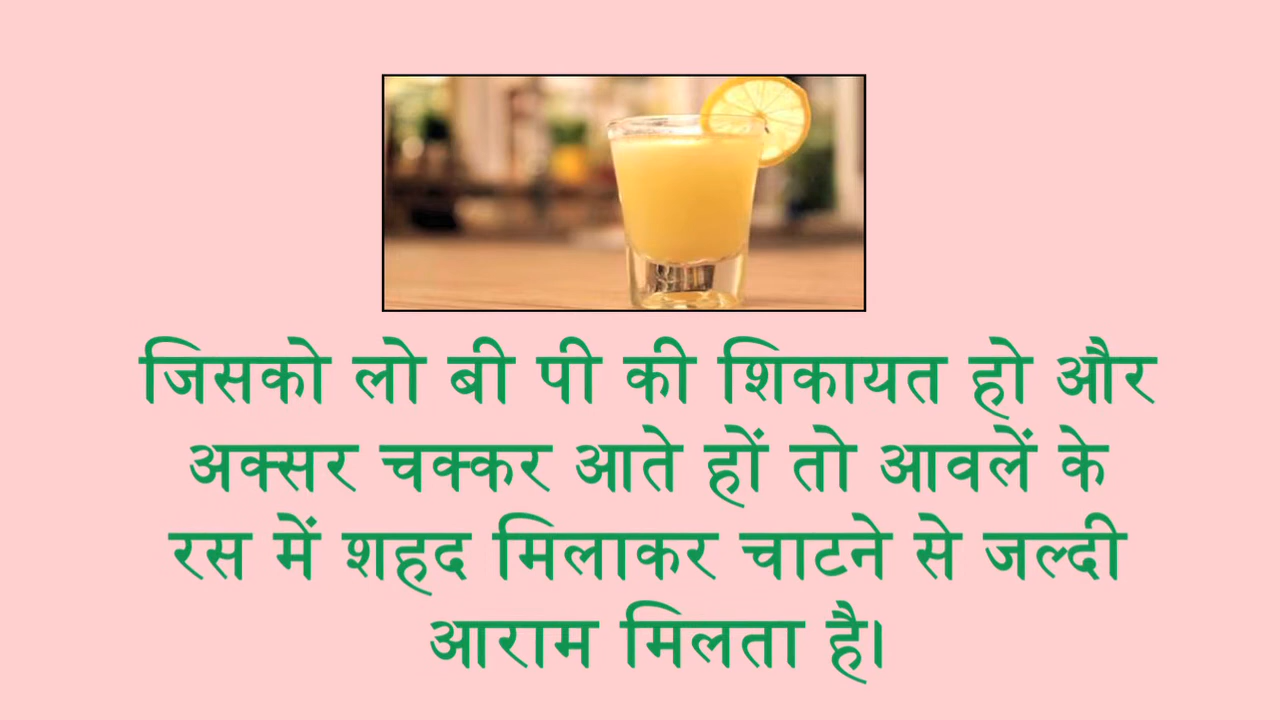 जिसको लो बी पी की शिकायत हो और
अक्सर चक्कर आते हों तो आवलें के
रस में शहद मिलाकर चाटने से जल्दी
आराम मिलता है।